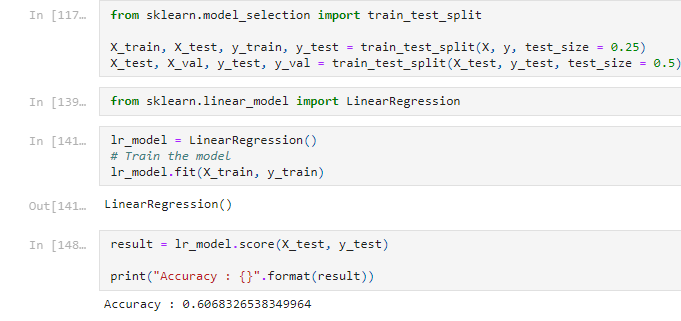 In [117…
from sklearn.model_selection import train_test_split
X_train, X_test, y_train, y_test = train_test_split(X, y, test_size = 0.25)
X_test, X_val, y_test, y_val = train_test_split(X_test, y_test, test_size = 0.5)
In [139…
from sklearn.linear_model import LinearRegression
In [141…
lr_model = LinearRegression()
# Train the model
lr_model.fit(X_train, y_train)
Out[141…
LinearRegression()
In [148…
result = lr_model.score(X_test, y_test)
print("Accuracy : {}".format(result))
Accuracy : 0.6068326538349964